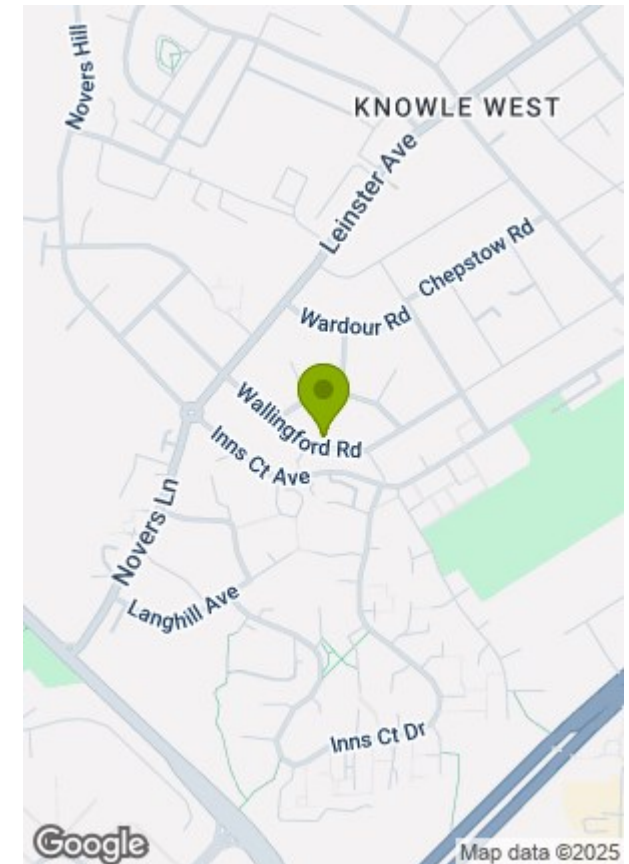 Novers Hill
KNOWLE WEST
Leinster Ave
Chepstow Rd
Wardour Rd
Wallingford Rd
Inns Ct Ave
Novers Ln
Langhill Ave
Inns Ct Dr
Google
Map data ©2025